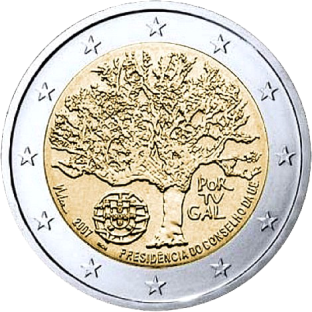 POR
TV
GAL
2007
PRESIDÊNCIA DO CONSELHO DA UE